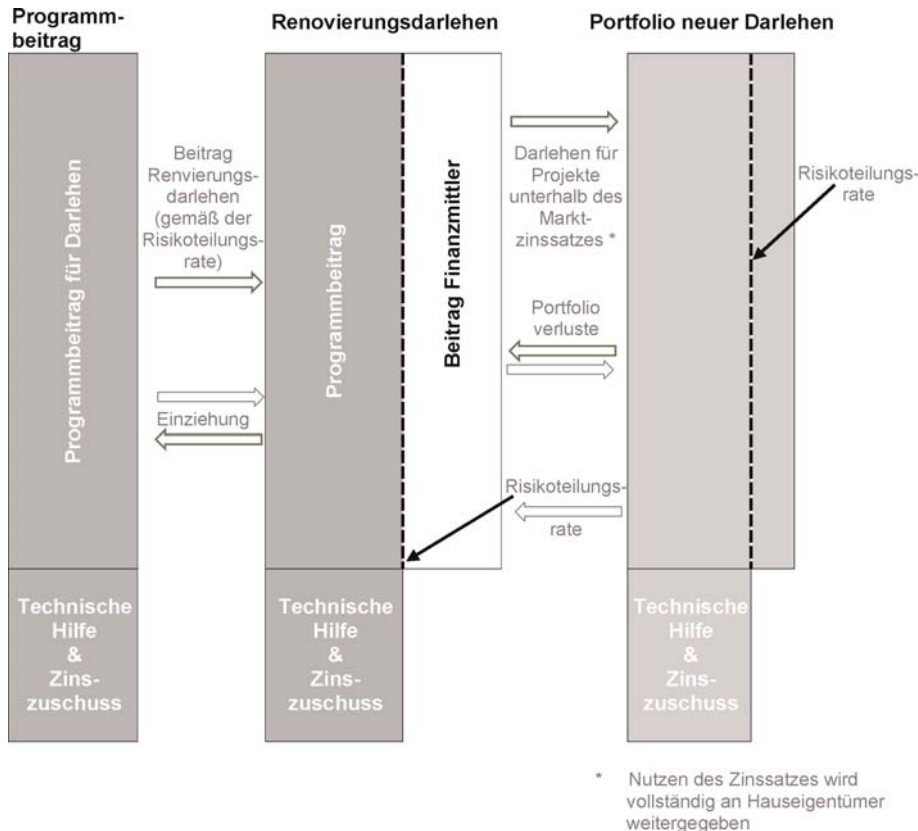 Programm-
beitrag
Renovierungsdarlehen
Portfolio neuer Darlehen
Programmbeitrag für Darlehen
Beitrag
Renvierungs-
darlehen
(gemäß der
Risikoteilungs-
rate)
Einziehung
Programmbeitrag
Beitrag Finanzmittler
Darlehen für
Projekte
unterhalb des
Markt-
zinssatzes *
Portfolio
verluste
Risikoteilungs-
rate
Risikoteilungs-
rate
Technische
Hilfe
&
Zins-
zuschuss
Technische
Hilfe
&
Zins-
zuschuss
Technische
Hilfe
&
Zins-
zuschuss
* Nutzen des Zinssatzes wird
vollständig an Hauseigentümer
weitergegeben